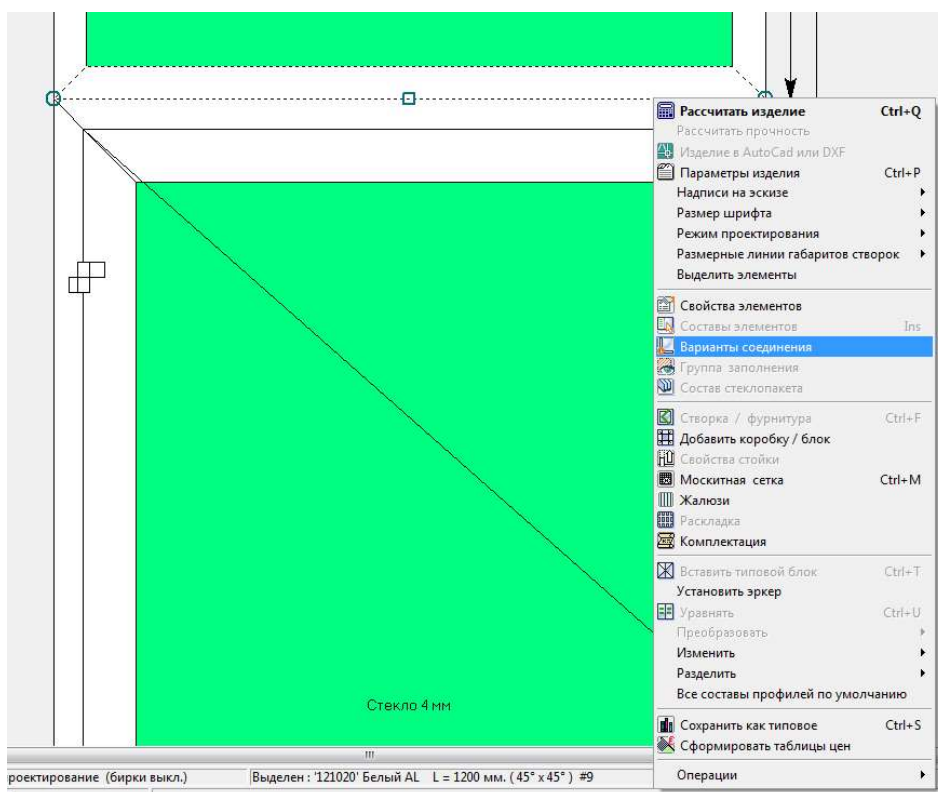 Рассчитать изделие Ctrl+Q
Рассчитать прочность
Изделие в AutoCad или DXF
Параметры изделия Ctrl+P
Надписи на эскизе
Размер шрифта
Режим проектирования
Размерные линии габаритов створок
Выделить элементы
Свойства элементов
Составы элементов Ins
Варианты соединения
Группа заполнения
Состав стеклопакета
Створка / фурнитура Ctrl+F
Добавить коробку / блок
Свойства стойки
Москитная сетка Ctrl+M
Жалюзи
Раскладка
Комплектация
Вставить типовой блок Ctrl+T
Установить эркер
Уравнять Ctrl+U
Преобразовать
Изменить
Разделить
Все составы профилей по умолчанию
Сохранить как типовое Ctrl+S
Сформировать таблицы цен
Операции
Стекло 4 мм
роектирование (бирки выкл.) Выделен : '121020' Белый AL L = 1200 мм. ( 45° x 45° ) #9